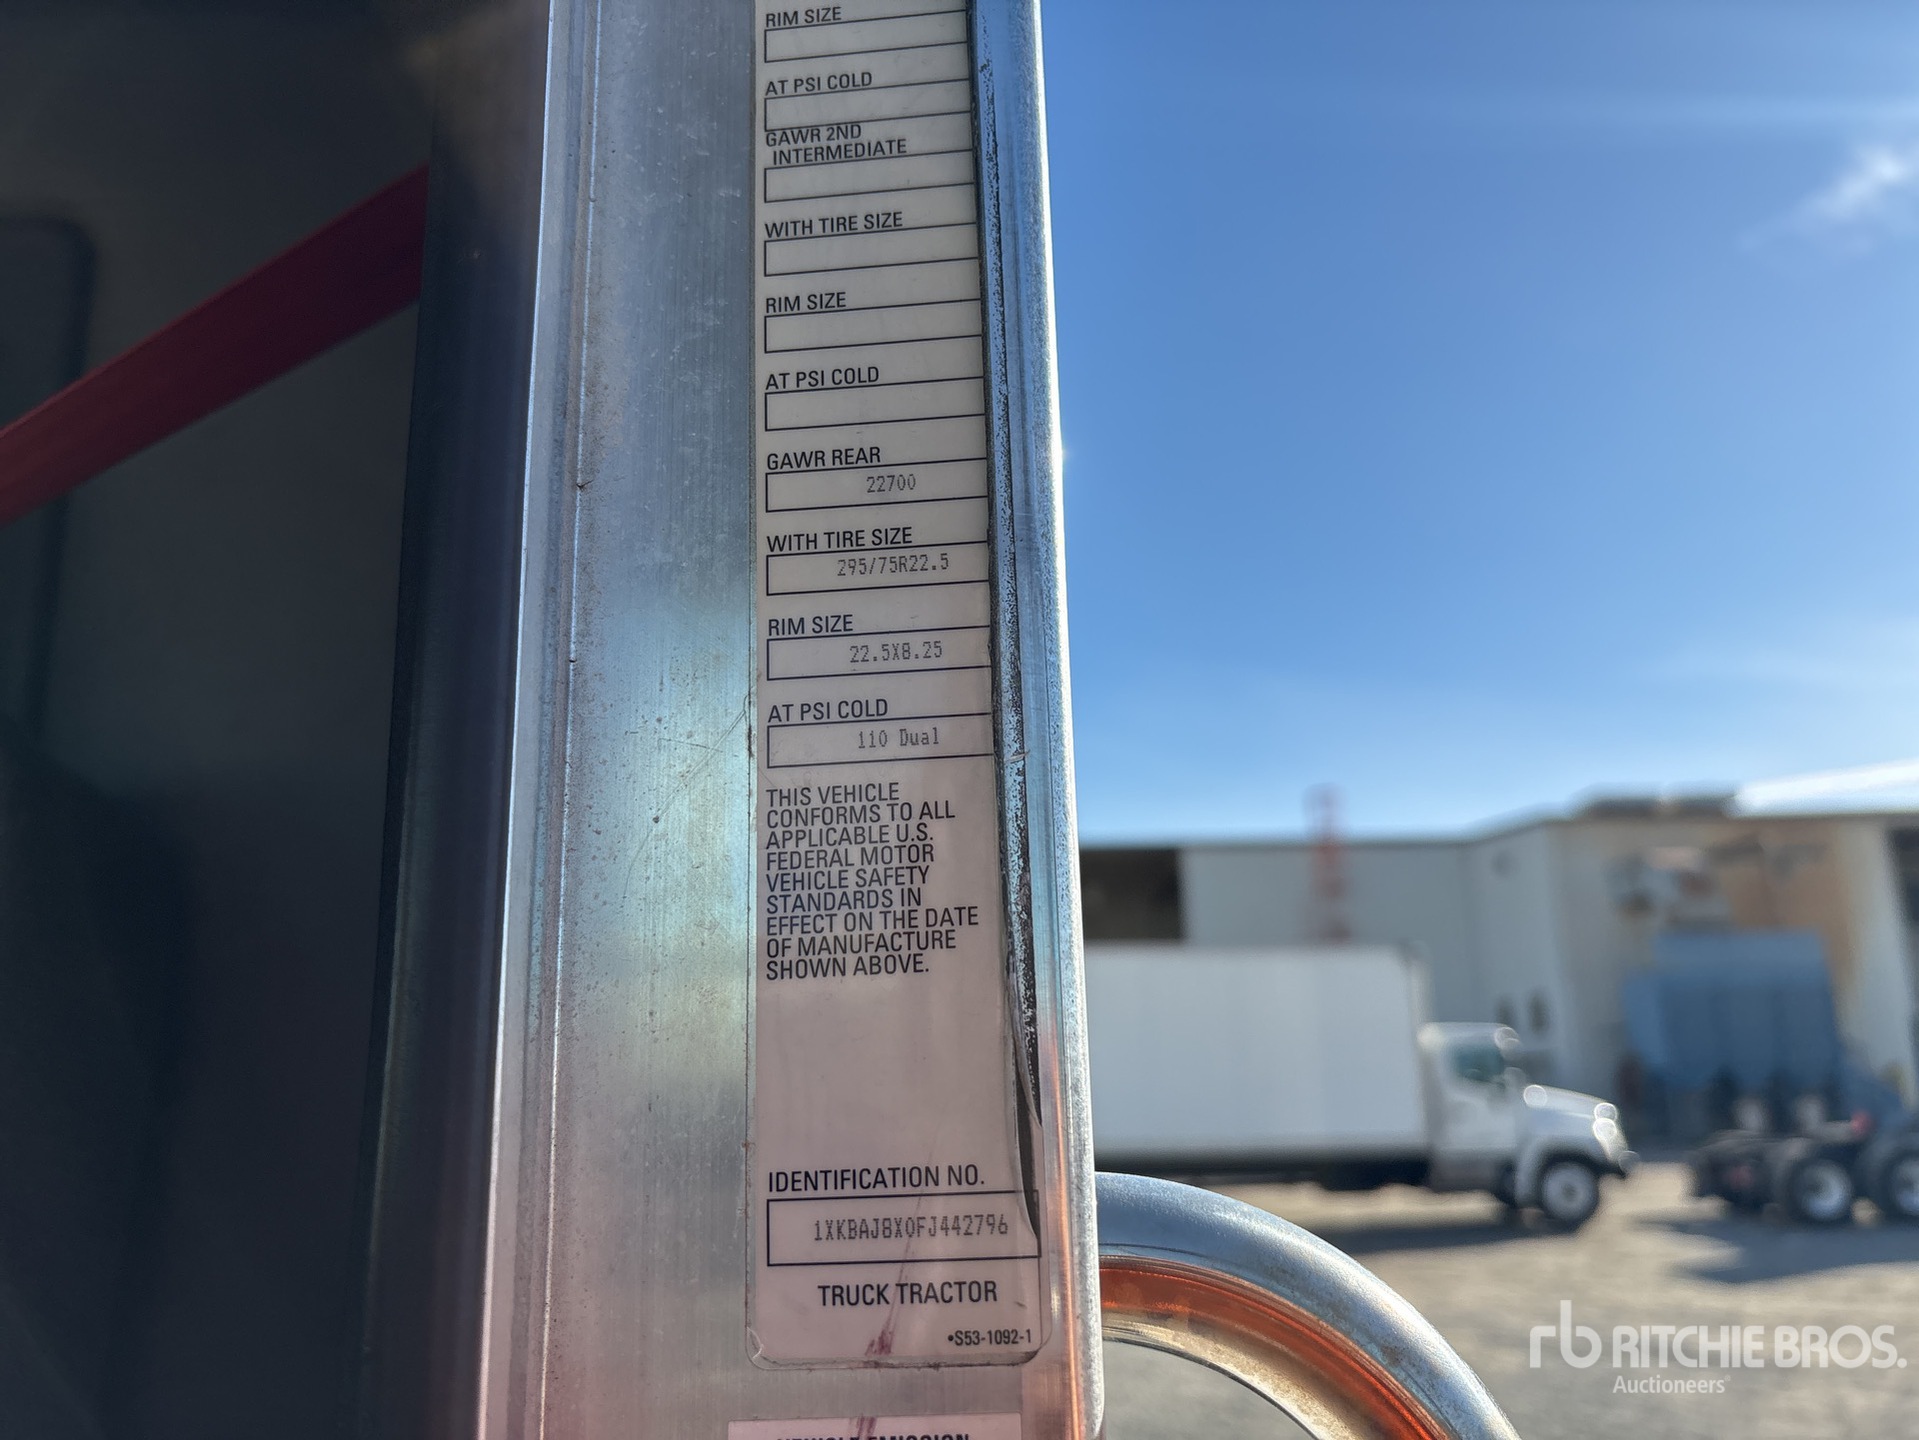 RIM SIZE
AT PSI COLD
GAWR 2ND
INTERMEDIATE
WITH TIRE SIZE
RIM SIZE
AT PSI COLD
GAWR REAR
22700
WITH TIRE SIZE
295/75R22.5
RIM SIZE
22.5X8.25
AT PSI COLD
110 Dual
THIS VEHICLE
CONFORMS TO ALL
APPLICABLE U.S.
FEDERAL MOTOR
VEHICLE SAFETY
STANDARDS IN
EFFECT ON THE DATE
OF MANUFACTURE
SHOWN ABOVE.
IDENTIFICATION NO.
1XKBAJ8X0FJ442796
TRUCK TRACTOR
•S53-1092-1
VEHICLE EMISSION
rb RITCHIE BROS.
Auctioneers